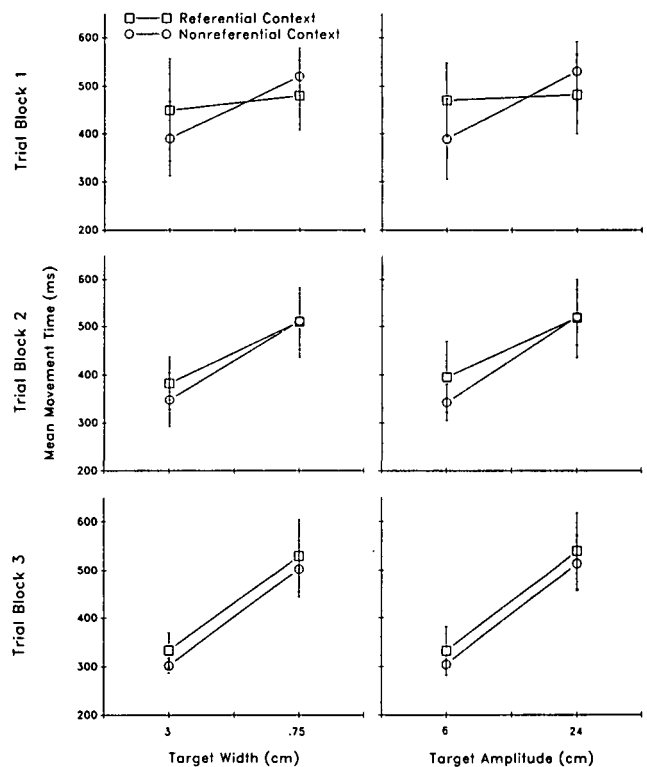 Referential Context
Nonreferential Context
Trial Block 1
600
500
400
300
200
Trial Block 2
Mean Movement Time (ms)
600
500
400
300
200
Trial Block 3
600
500
400
300
200
3
.75
6
24
Target Width (cm)
Target Amplitude (cm)